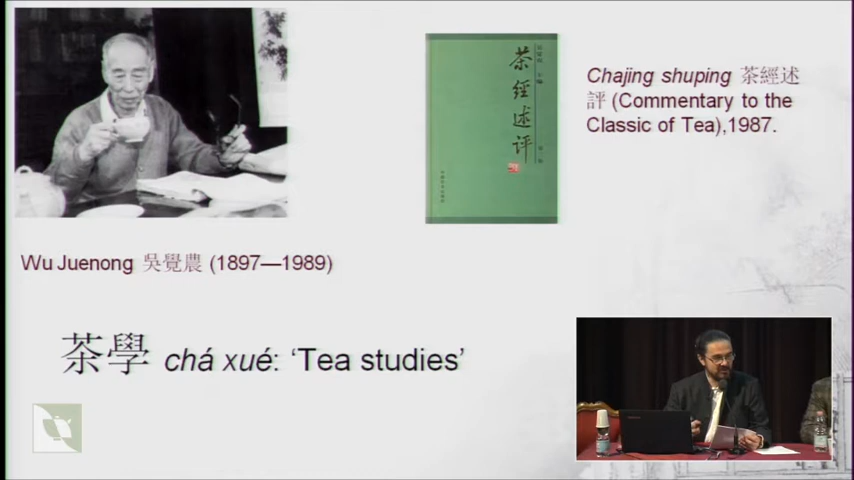 茶經述评
Chajing shuping 茶經述
評 (Commentary to the
Classic of Tea),1987.
Wu Juenong 吳覺農 (1897—1989)
茶學 chá xué: ‘Tea studies’